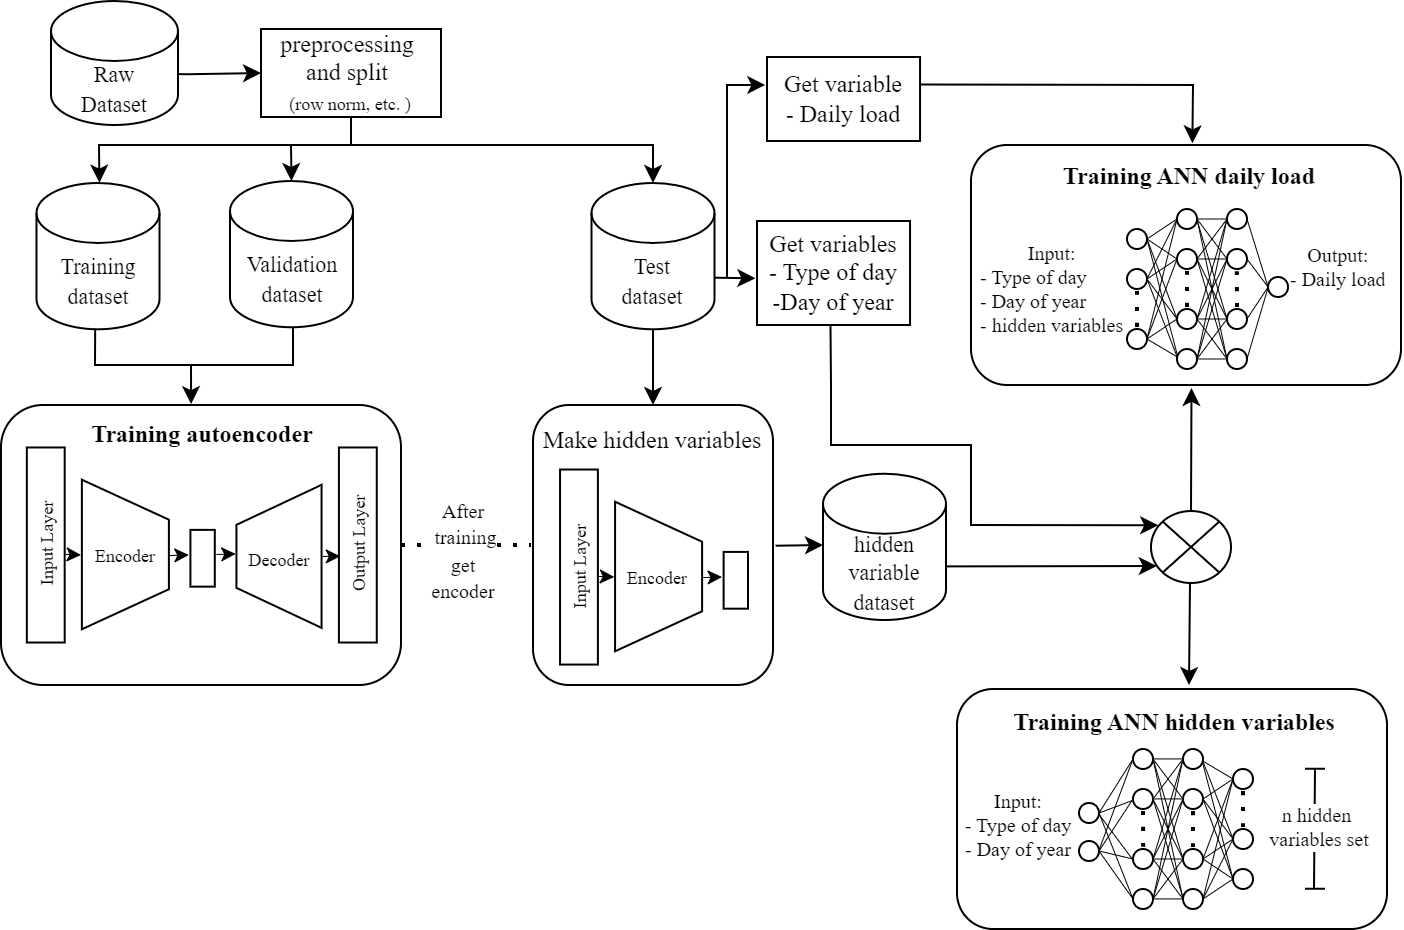 Raw
Dataset
preprocessing
and split
(row norm, etc. )
Get variable
- Daily load
Training
dataset
Validation
dataset
Test
dataset
Get variables
- Type of day
-Day of year
Training ANN daily load
Input:
- Type of day
- Day of year
- hidden variables
Output:
- Daily load
Training autoencoder
Input Layer
Encoder
Decoder
Output Layer
After
training
get
encoder
Make hidden variables
Input Layer
Encoder
hidden
variable
dataset
Training ANN hidden variables
Input:
- Type of day
- Day of year
n hidden
variables set